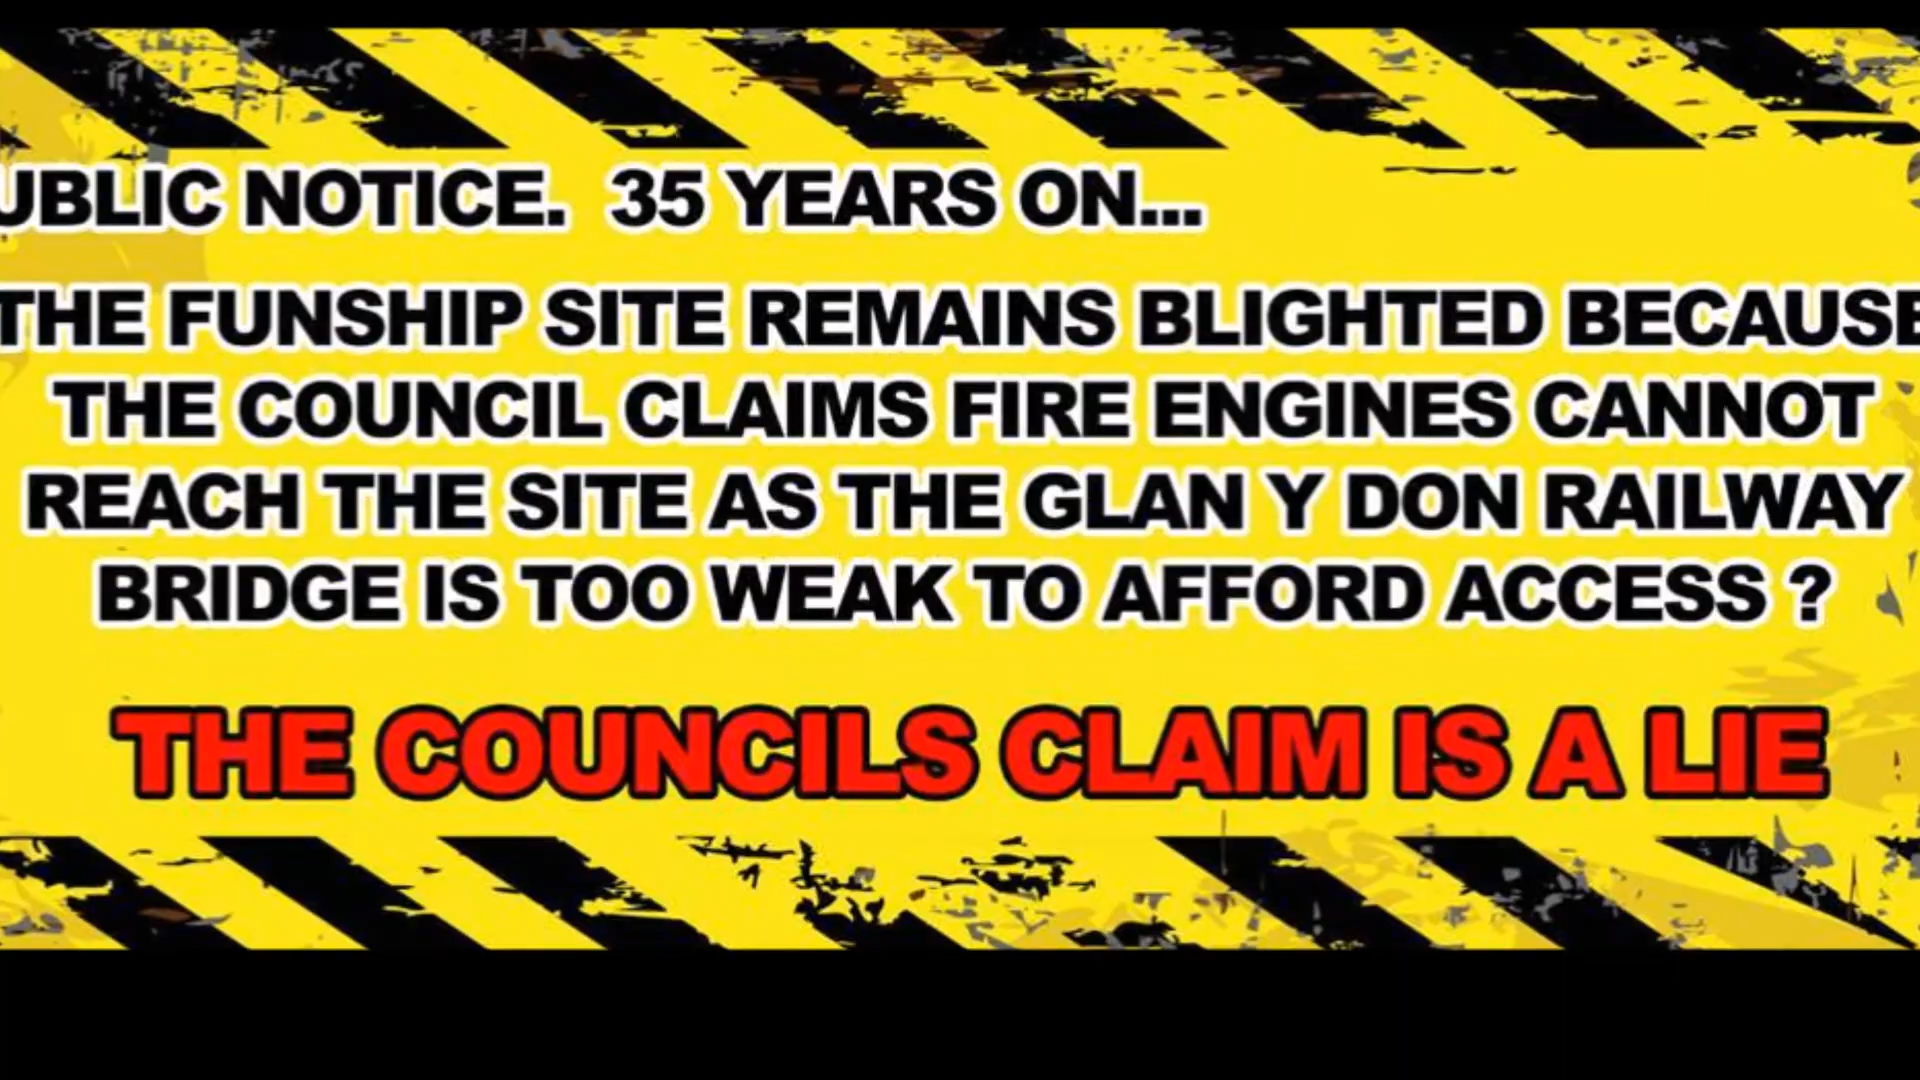 UBLIC NOTICE. 35 YEARS ON...
THE FUNSHIP SITE REMAINS BLIGHTED BECAUSE
THE COUNCIL CLAIMS FIRE ENGINES CANNOT
REACH THE SITE AS THE GLAN Y DON RAILWAY
BRIDGE IS TOO WEAK TO AFFORD ACCESS ?
THE COUNCILS CLAIM IS A LIE